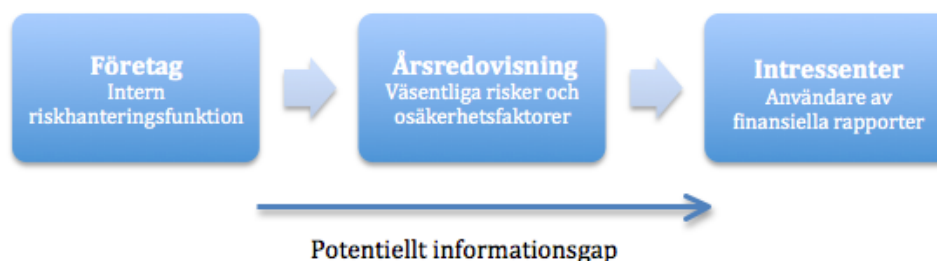 Företag
Intern
riskhanteringsfunktion
Årsredovisning
Väsentliga risker och
osäkerhetsfaktorer
Intressenter
Användare av
finansiella rapporter
Potentiellt informationsgap